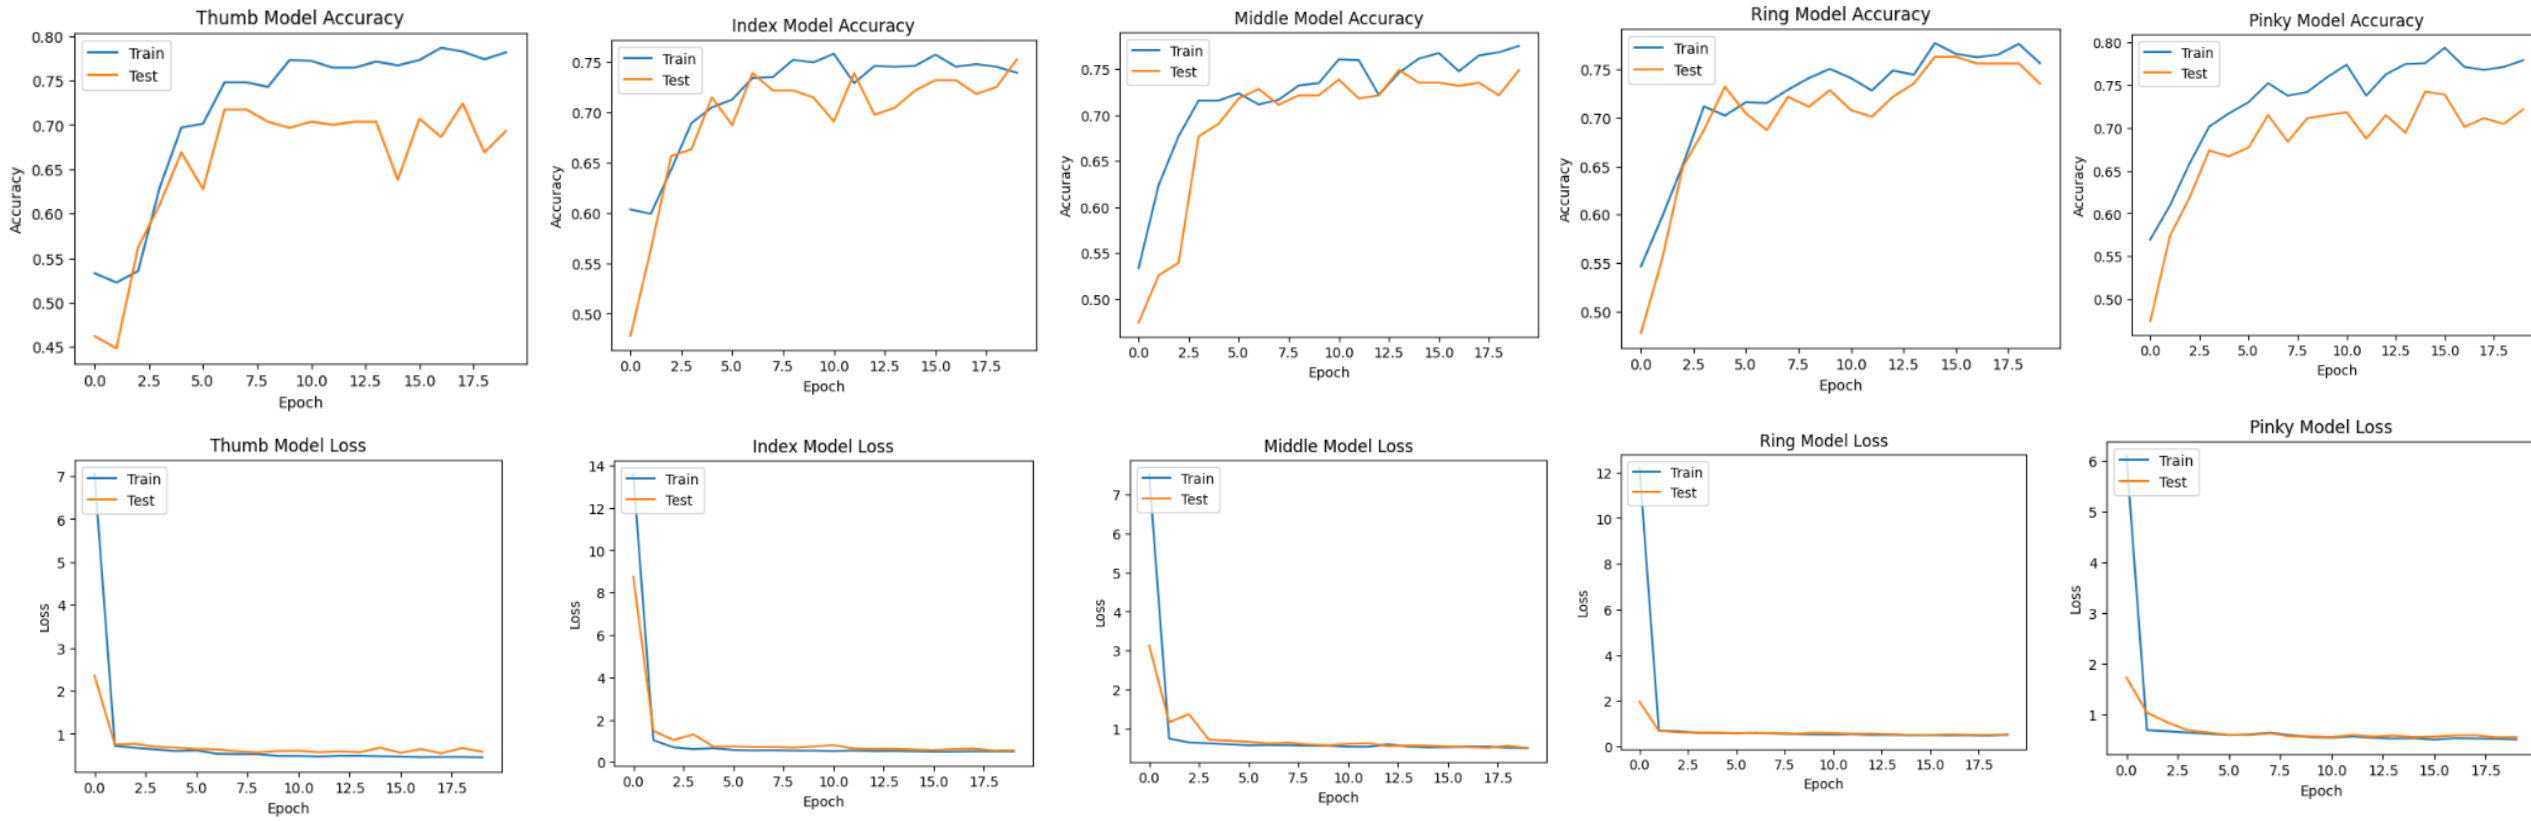 Thumb Model Accuracy
Train
Test
0.80
0.75
0.70
0.65
0.60
0.55
0.50
0.45
Accuracy
0.0 2.5 5.0 7.5 10.0 12.5 15.0 17.5
Epoch
Index Model Accuracy
Train
Test
0.75
0.70
0.65
0.60
0.55
0.50
Accuracy
0.0 2.5 5.0 7.5 10.0 12.5 15.0 17.5
Epoch
Middle Model Accuracy
Train
Test
0.75
0.70
0.65
0.60
0.55
0.50
Accuracy
0.0 2.5 5.0 7.5 10.0 12.5 15.0 17.5
Epoch
Ring Model Accuracy
Train
Test
0.75
0.70
0.65
0.60
0.55
0.50
Accuracy
0.0 2.5 5.0 7.5 10.0 12.5 15.0 17.5
Epoch
Pinky Model Accuracy
Train
Test
0.80
0.75
0.70
0.65
0.60
0.55
0.50
Accuracy
0.0 2.5 5.0 7.5 10.0 12.5 15.0 17.5
Epoch
Thumb Model Loss
Train
Test
7
6
5
4
3
2
1
Loss
0.0 2.5 5.0 7.5 10.0 12.5 15.0 17.5
Epoch
Index Model Loss
Train
Test
14
12
10
8
6
4
2
0
Loss
0.0 2.5 5.0 7.5 10.0 12.5 15.0 17.5
Epoch
Middle Model Loss
Train
Test
7
6
5
4
3
2
1
Loss
0.0 2.5 5.0 7.5 10.0 12.5 15.0 17.5
Epoch
Ring Model Loss
Train
Test
12
10
8
6
4
2
0
Loss
0.0 2.5 5.0 7.5 10.0 12.5 15.0 17.5
Epoch
Pinky Model Loss
Train
Test
6
5
4
3
2
1
Loss
0.0 2.5 5.0 7.5 10.0 12.5 15.0 17.5
Epoch